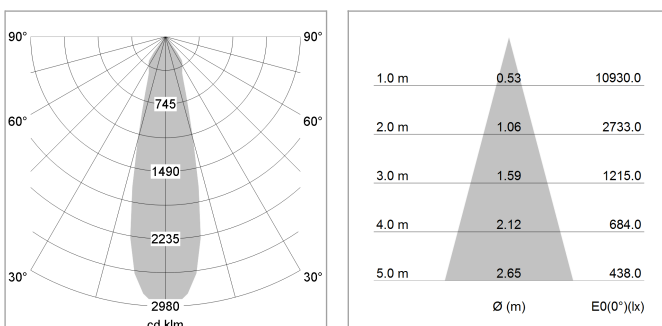 90° 90°
745
60° 60°
1490
2235
30° 30°
2980
cd klm
1.0 m 0.53 10930.0
2.0 m 1.06 2733.0
3.0 m 1.59 1215.0
4.0 m 2.12 684.0
5.0 m 2.65 438.0
Ø (m) E0(0°)(lx)